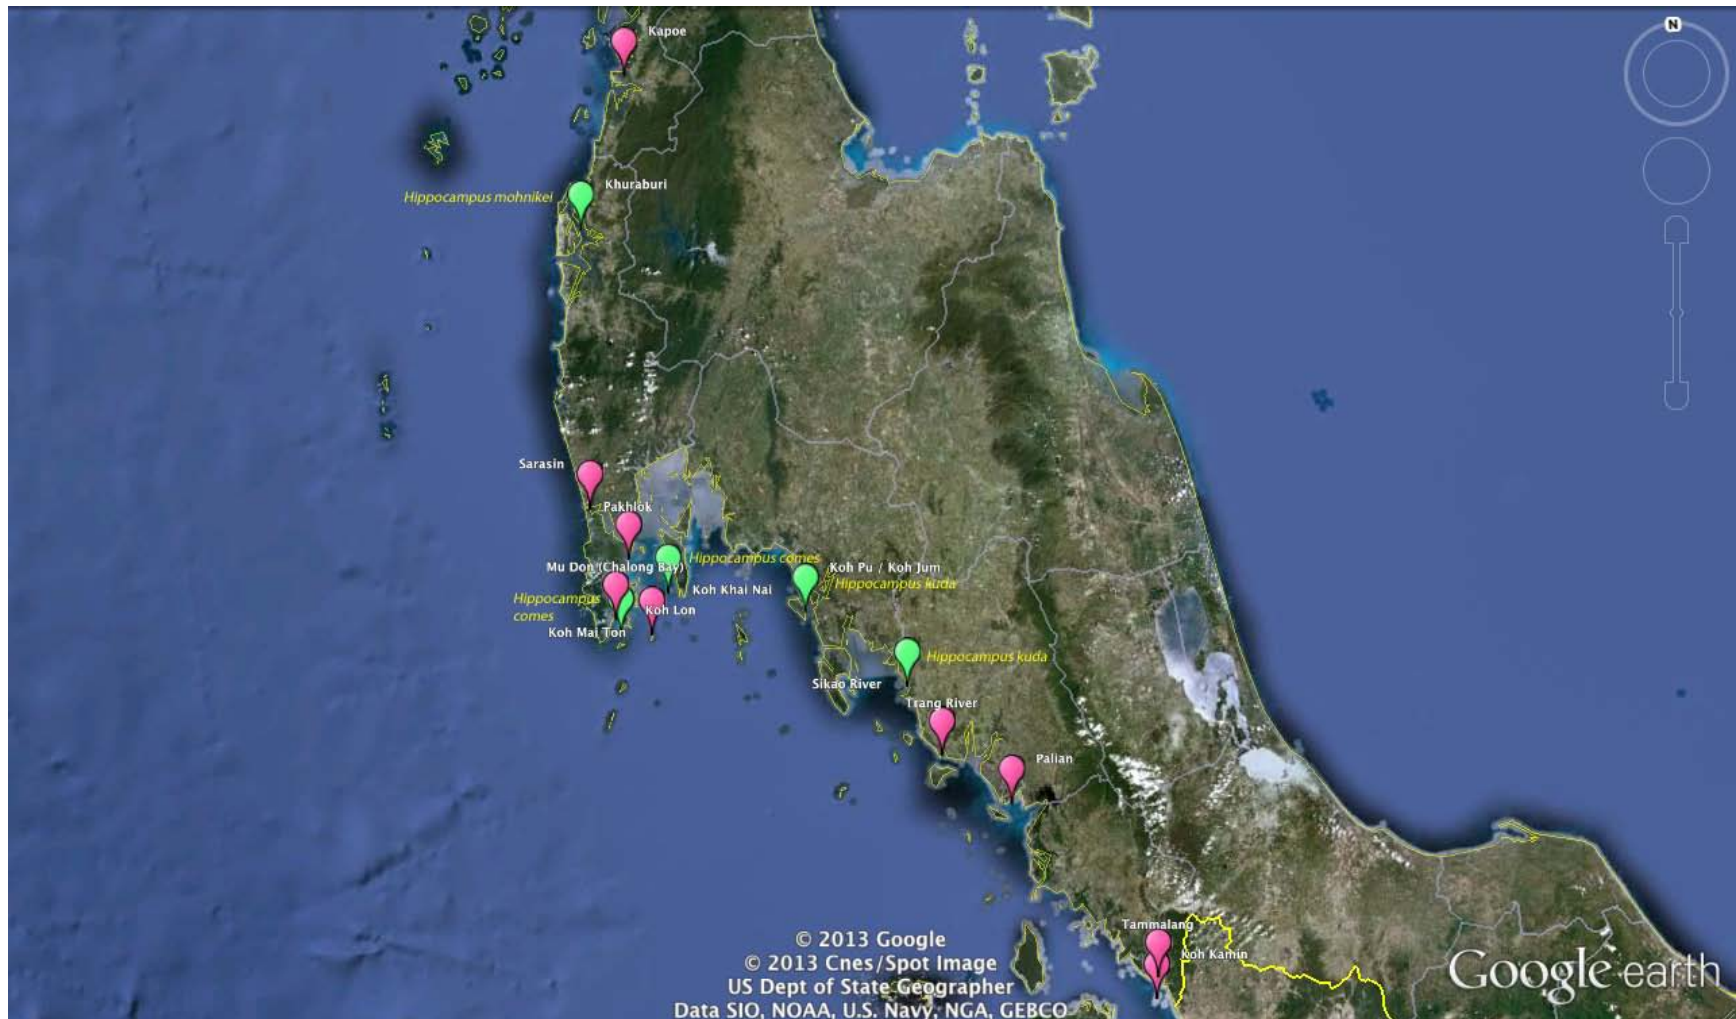 N
Kapoe
Khuraburi
Hippocampus mohnikei
Sarasin
Pakhlok
Hippocampus comes
Mu Don (Chalong Bay)
Koh Pu / Koh Jum
Hippocampus kuda
Koh Khai Nai
Hippocampus
comes
Koh Lon
Koh Mai Ton
Hippocampus kuda
Sikao River
Trang River
Palian
Tammalang
Koh Kamin
© 2013 Google
© 2013 Cnes/Spot Image
US Dept of State Geographer
Data SIO, NOAA, U.S. Navy, NGA, GEBCO
Google earth